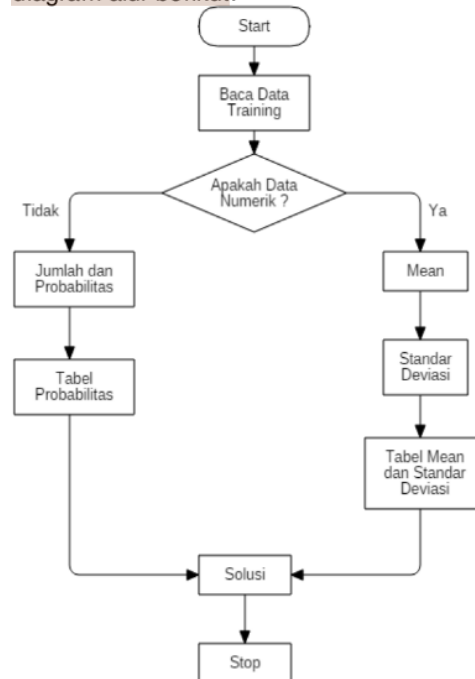 diagram alur berikut:
Start
Baca Data
Training
Apakah Data
Numerik ?
Tidak
Ya
Jumlah dan
Probabilitas
Mean
Tabel
Probabilitas
Standar
Deviasi
Tabel Mean
dan Standar
Deviasi
Solusi
Stop